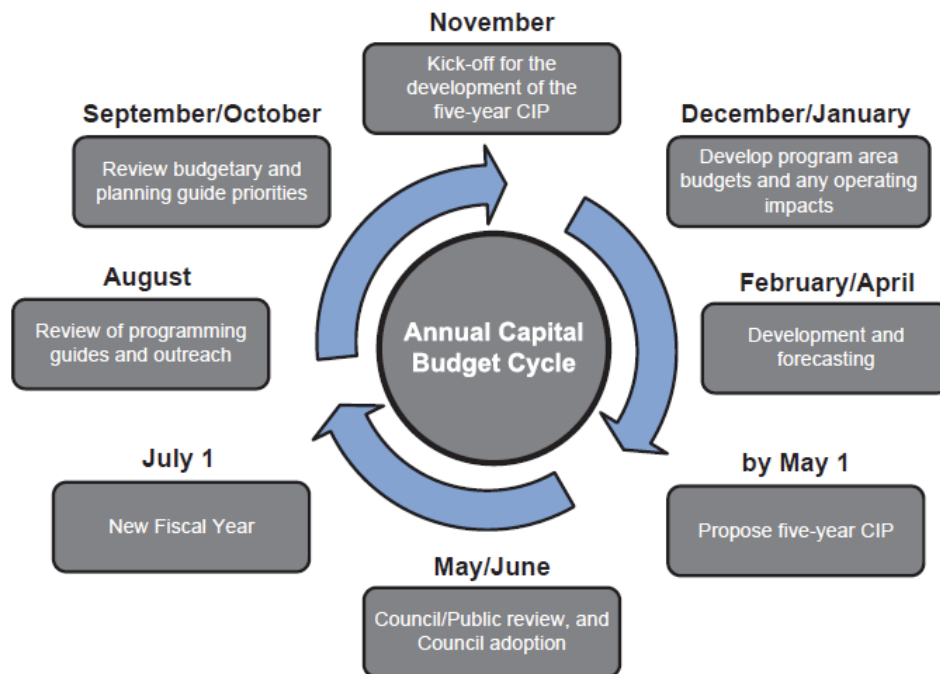 November
Kick-off for the
development of the
five-year CIP
December/January
Develop program area
budgets and any operating
impacts
February/April
Development and
forecasting
by May 1
Propose five-year CIP
May/June
Council/Public review, and
Council adoption
July 1
New Fiscal Year
August
Review of programming
guides and outreach
September/October
Review budgetary and
planning guide priorities
Annual Capital
Budget Cycle